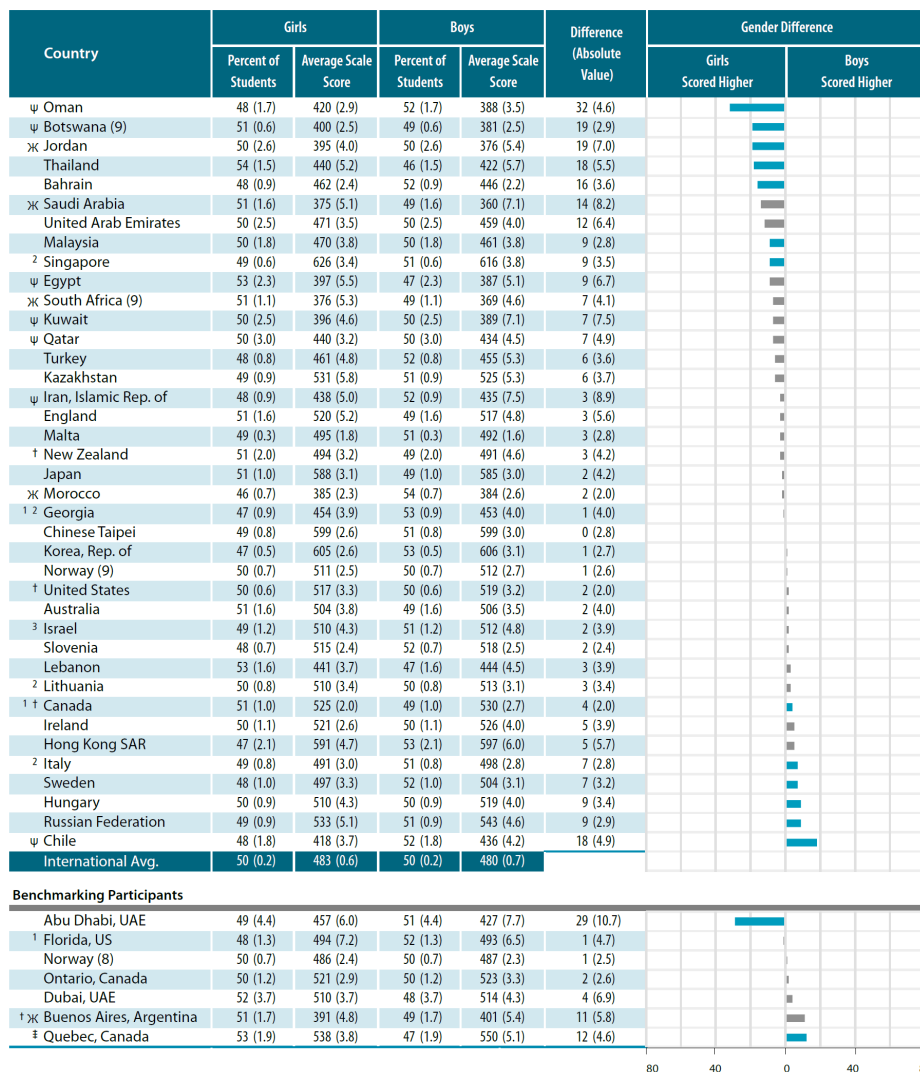 Country Girls Boys Difference (Absolute Value) Gender Difference
Percent of Students Average Scale Score Percent of Students Average Scale Score Girls Scored Higher Boys Scored Higher
ψ Oman 48 (1.7) 420 (2.9) 52 (1.7) 388 (3.5) 32 (4.6)
ψ Botswana (9) 51 (0.6) 400 (2.5) 49 (0.6) 381 (2.5) 19 (2.9)
Ж Jordan 50 (2.6) 395 (4.0) 50 (2.6) 376 (5.4) 19 (7.0)
Thailand 54 (1.5) 440 (5.2) 46 (1.5) 422 (5.7) 18 (5.5)
Bahrain 48 (0.9) 462 (2.4) 52 (0.9) 446 (2.2) 16 (3.6)
Ж Saudi Arabia 51 (1.6) 375 (5.1) 49 (1.6) 360 (7.1) 14 (8.2)
United Arab Emirates 50 (2.5) 471 (3.5) 50 (2.5) 459 (4.0) 12 (6.4)
Malaysia 50 (1.8) 470 (3.8) 50 (1.8) 461 (3.8) 9 (2.8)
2 Singapore 49 (0.6) 626 (3.4) 51 (0.6) 616 (3.8) 9 (3.5)
ψ Egypt 53 (2.3) 397 (5.5) 47 (2.3) 387 (5.1) 9 (6.7)
Ж South Africa (9) 51 (1.1) 376 (5.3) 49 (1.1) 369 (4.6) 7 (4.1)
ψ Kuwait 50 (2.5) 396 (4.6) 50 (2.5) 389 (7.1) 7 (7.5)
ψ Qatar 50 (3.0) 440 (3.2) 50 (3.0) 434 (4.5) 7 (4.9)
Turkey 48 (0.8) 461 (4.8) 52 (0.8) 455 (5.3) 6 (3.6)
Kazakhstan 49 (0.9) 531 (5.8) 51 (0.9) 525 (5.3) 6 (3.7)
ψ Iran, Islamic Rep. of 48 (0.9) 438 (5.0) 52 (0.9) 435 (7.5) 3 (8.9)
England 51 (1.6) 520 (5.2) 49 (1.6) 517 (4.8) 3 (5.6)
Malta 49 (0.3) 495 (1.8) 51 (0.3) 492 (1.6) 3 (2.8)
† New Zealand 51 (2.0) 494 (3.2) 49 (2.0) 491 (4.6) 3 (4.2)
Japan 51 (1.0) 588 (3.1) 49 (1.0) 585 (3.0) 2 (4.2)
Ж Morocco 46 (0.7) 385 (2.3) 54 (0.7) 384 (2.6) 2 (2.0)
1 2 Georgia 47 (0.9) 454 (3.9) 53 (0.9) 453 (4.0) 1 (4.0)
Chinese Taipei 49 (0.8) 599 (2.6) 51 (0.8) 599 (3.0) 0 (2.8)
Korea, Rep. of 47 (0.5) 605 (2.6) 53 (0.5) 606 (3.1) 1 (2.7)
Norway (9) 50 (0.7) 511 (2.5) 50 (0.7) 512 (2.7) 1 (2.6)
† United States 50 (0.6) 517 (3.3) 50 (0.6) 519 (3.2) 2 (2.0)
Australia 51 (1.6) 504 (3.8) 49 (1.6) 506 (3.5) 2 (4.0)
3 Israel 49 (1.2) 510 (4.3) 51 (1.2) 512 (4.8) 2 (3.9)
Slovenia 48 (0.7) 515 (2.4) 52 (0.7) 518 (2.5) 2 (2.4)
Lebanon 53 (1.6) 441 (3.7) 47 (1.6) 444 (4.5) 3 (3.9)
2 Lithuania 50 (0.8) 510 (3.4) 50 (0.8) 513 (3.1) 3 (3.4)
1 † Canada 51 (1.0) 525 (2.0) 49 (1.0) 530 (2.7) 4 (2.0)
Ireland 50 (1.1) 521 (2.6) 50 (1.1) 526 (4.0) 5 (3.9)
Hong Kong SAR 47 (2.1) 591 (4.7) 53 (2.1) 597 (6.0) 5 (5.7)
2 Italy 49 (0.8) 491 (3.0) 51 (0.8) 498 (2.8) 7 (2.8)
Sweden 48 (1.0) 497 (3.3) 52 (1.0) 504 (3.1) 7 (3.2)
Hungary 50 (0.9) 510 (4.3) 50 (0.9) 519 (4.0) 9 (3.4)
Russian Federation 49 (0.9) 533 (5.1) 51 (0.9) 543 (4.6) 9 (2.9)
ψ Chile 48 (1.8) 418 (3.7) 52 (1.8) 436 (4.2) 18 (4.9)
International Avg. 50 (0.2) 483 (0.6) 50 (0.2) 480 (0.7)
Benchmarking Participants
Abu Dhabi, UAE 49 (4.4) 457 (6.0) 51 (4.4) 427 (7.7) 29 (10.7)
1 Florida, US 48 (1.3) 494 (7.2) 52 (1.3) 493 (6.5) 1 (4.7)
Norway (8) 50 (0.7) 486 (2.4) 50 (0.7) 487 (2.3) 1 (2.5)
Ontario, Canada 50 (1.2) 521 (2.9) 50 (1.2) 523 (3.3) 2 (2.6)
Dubai, UAE 52 (3.7) 510 (3.7) 48 (3.7) 514 (4.3) 4 (6.9)
† Ж Buenos Aires, Argentina 51 (1.7) 391 (4.8) 49 (1.7) 401 (5.4) 11 (5.8)
‡ Quebec, Canada 53 (1.9) 538 (3.8) 47 (1.9) 550 (5.1) 12 (4.6)
80 40 0 40